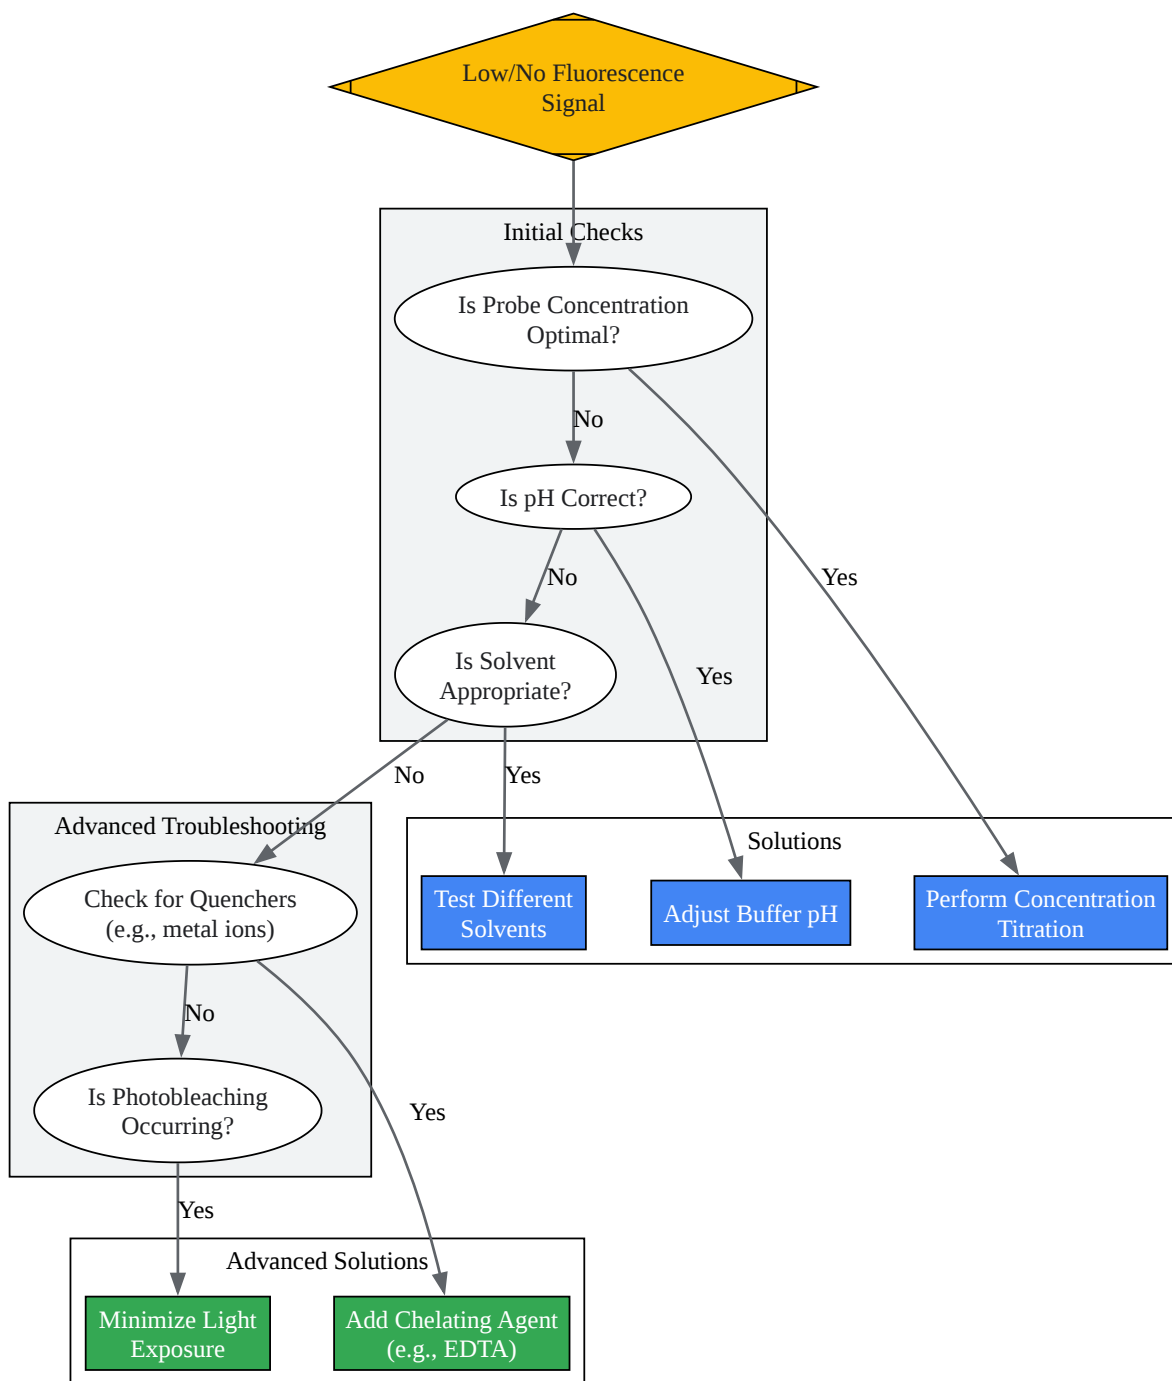 Low/No Fluorescence
Signal
Initial Checks
Is Probe Concentration
Optimal?
No
Is pH Correct?
No
Yes
Is Solvent
Appropriate?
Yes
No
Yes
Advanced Troubleshooting
Solutions
Check for Quenchers
(e.g., metal ions)
Test Different
Solvents
Adjust Buffer pH
Perform Concentration
Titration
No
Is Photobleaching
Occurring?
Yes
Yes
Advanced Solutions
Minimize Light
Exposure
Add Chelating Agent
(e.g., EDTA)